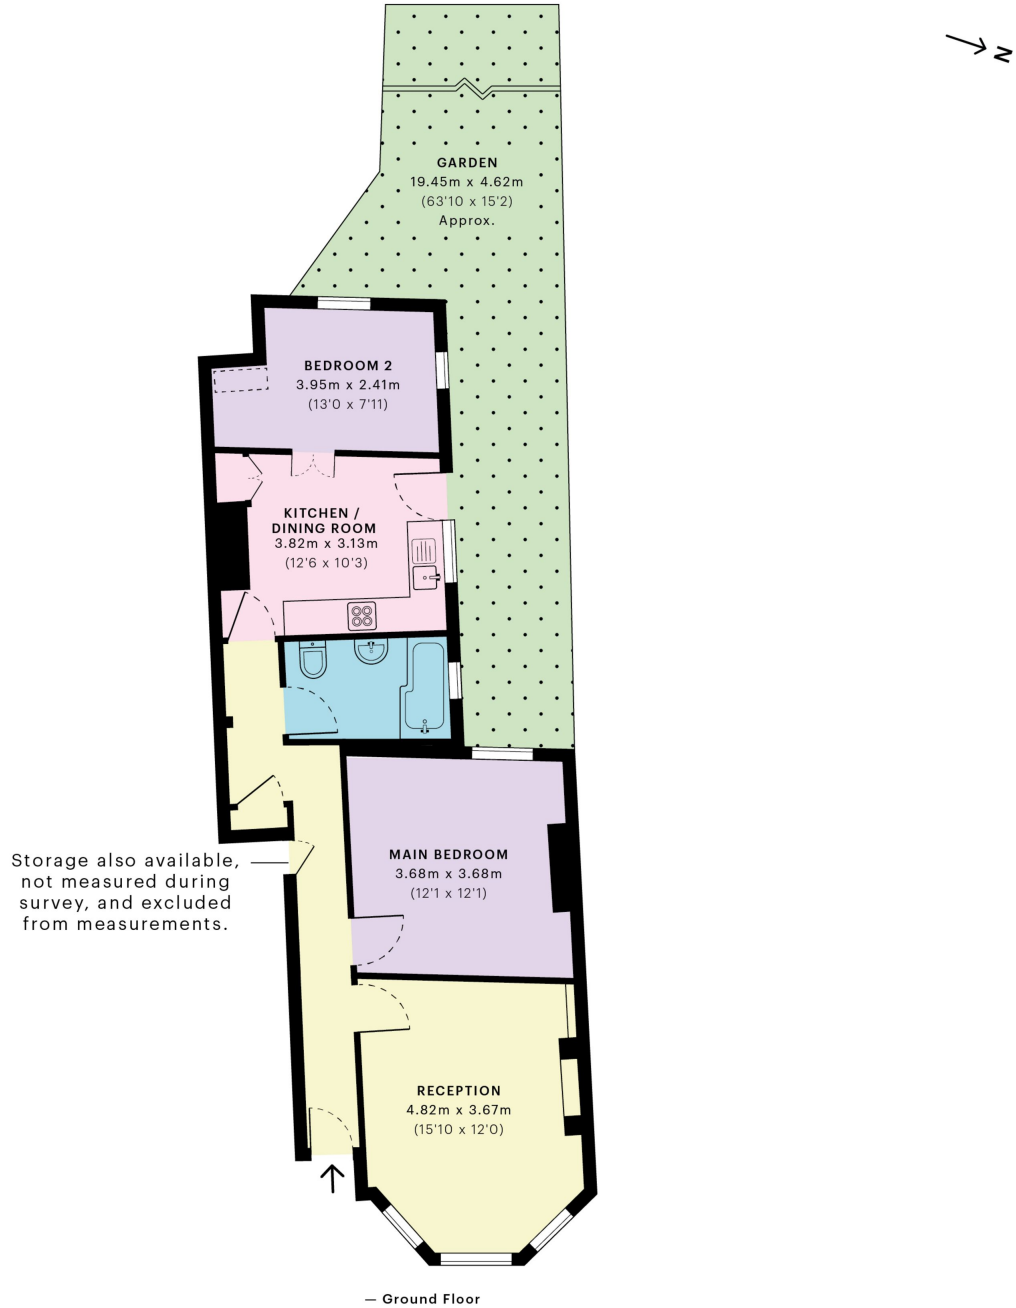 N
GARDEN
19.45m x 4.62m
(63'10 x 15'2)
Approx.
BEDROOM 2
3.95m x 2.41m
(13'0 x 7'11)
KITCHEN /
DINING ROOM
3.82m x 3.13m
(12'6 x 10'3)
Storage also available,
not measured during
survey, and excluded
from measurements.
MAIN BEDROOM
3.68m x 3.68m
(12'1 x 12'1)
RECEPTION
4.82m x 3.67m
(15'10 x 12'0)
— Ground Floor